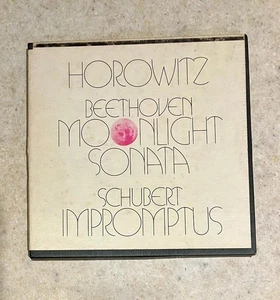 HOROWITZ
BEETHOVEN
MOONLIGHT
SONATA
SCHUBERT
IMPROMPTUS